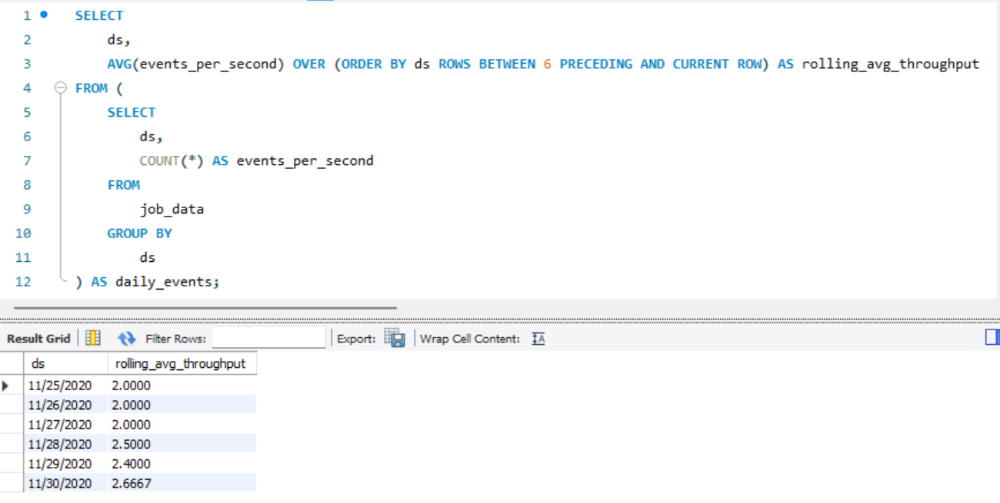 1 SELECT
2 ds,
3 AVG(events_per_second) OVER (ORDER BY ds ROWS BETWEEN 6 PRECEDING AND CURRENT ROW) AS rolling_avg_throughput
4 FROM (
5 SELECT
6 ds,
7 COUNT(*) AS events_per_second
8 FROM
9 job_data
10 GROUP BY
11 ds
12 ) AS daily_events;
Result Grid Filter Rows: Export: Wrap Cell Content: IA
ds rolling_avg_throughput
11/25/2020 2.0000
11/26/2020 2.0000
11/27/2020 2.0000
11/28/2020 2.5000
11/29/2020 2.4000
11/30/2020 2.6667